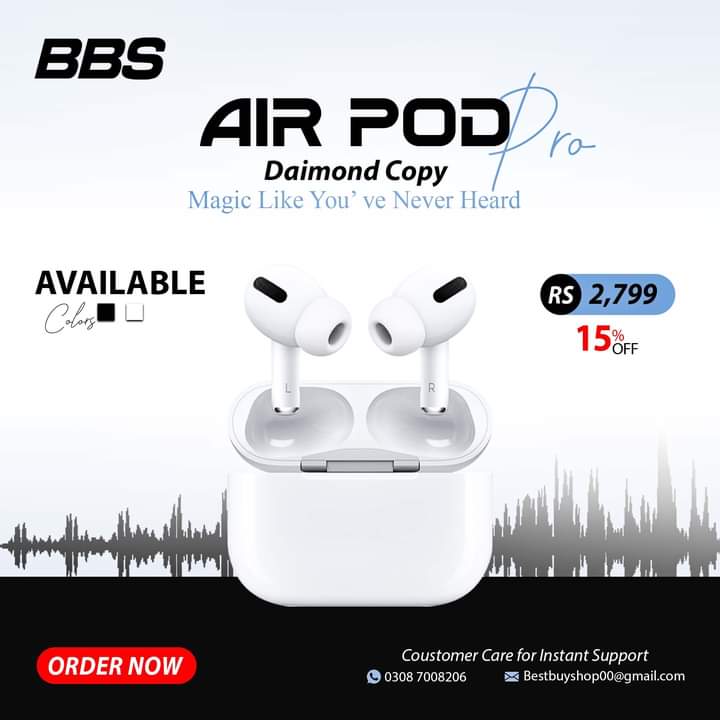 BBS
AIR POD Pro
Daimond Copy
Magic Like You’ ve Never Heard
AVAILABLE
Colors
RS 2,799
15% OFF
L R
ORDER NOW
Coustomer Care for Instant Support
0308 7008206 Bestbuyshop00@gmail.com